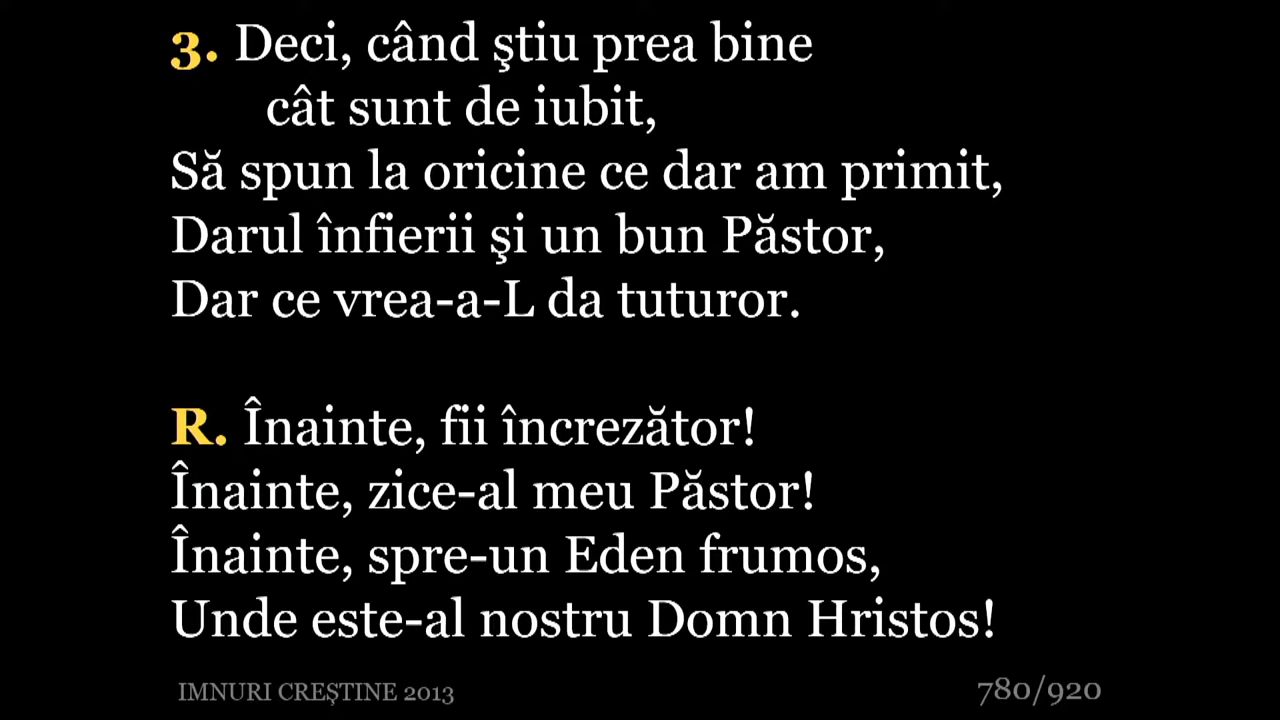 3. Deci, când ştiu prea bine
cât sunt de iubit,
Să spun la oricine ce dar am primit,
Darul înfierii şi un bun Păstor,
Dar ce vrea-a-L da tuturor.
R. Înainte, fii încrezător!
Înainte, zice-al meu Păstor!
Înainte, spre-un Eden frumos,
Unde este-al nostru Domn Hristos!
IMNURI CREŞTINE 2013
780/920